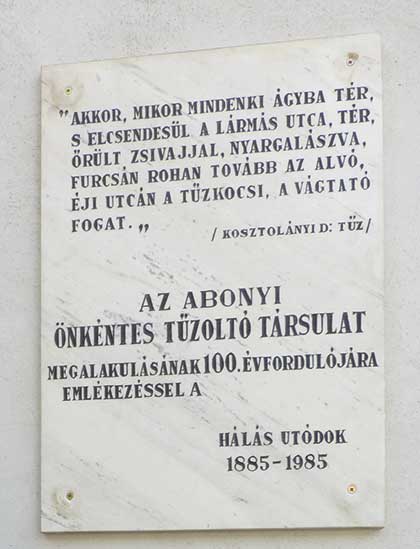 „AKKOR, MIKOR MINDENKI ÁGYBA TÉR,
S ELCSENDESÜL A LÁRMÁS UTCA, TÉR,
ŐRÜLT ZSIVAJJAL, NYARGALÁSZVA,
FURCSÁN ROHAN TOVÁBB AZ ALVÓ,
ÉJI UTCÁN A TŰZKOCSI, A VÁGTATÓ
FOGAT.„
/KOSZTOLÁNYI D: TŰZ/
AZ ABONYI
ÖNKÉNTES TŰZOLTÓ TÁRSULAT
MEGALAKULÁSÁNAK 100. ÉVFORDULÓJÁRA
EMLÉKEZÉSSEL A
HÁLÁS UTÓDOK
1885-1985